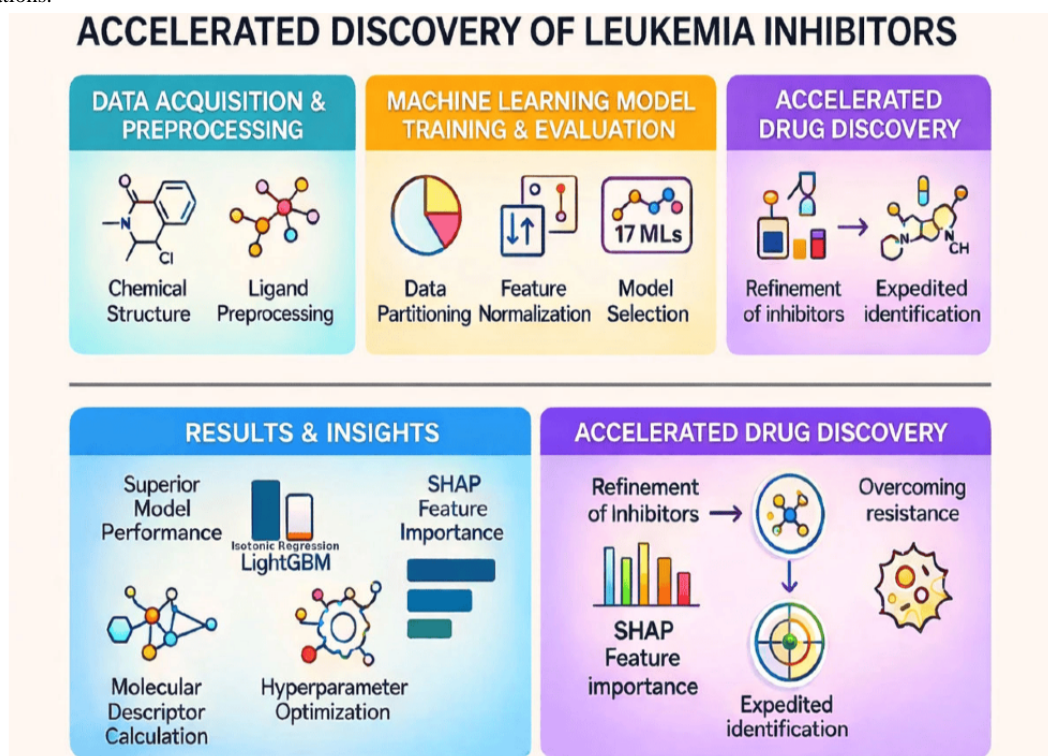 ACCELERATED DISCOVERY OF LEUKEMIA INHIBITORS
DATA ACQUISITION &
PREPROCESSING
N
Cl
Chemical
Structure
Ligand
Preprocessing
MACHINE LEARNING MODEL
TRAINING & EVALUATION
17 MLs
Data
Partitioning
Feature
Normalization
Model
Selection
ACCELERATED
DRUG DISCOVERY
N
N
CH
Refinement
of inhibitors
Expedited
identification
RESULTS & INSIGHTS
Superior
Model
Performance
Isotonic Regression
LightGBM
SHAP
Feature
Importance
Molecular
Descriptor
Calculation
Hyperparameter
Optimization
ACCELERATED DRUG DISCOVERY
Refinement
of Inhibitors
Overcoming
resistance
SHAP
Feature
importance
Expedited
identification